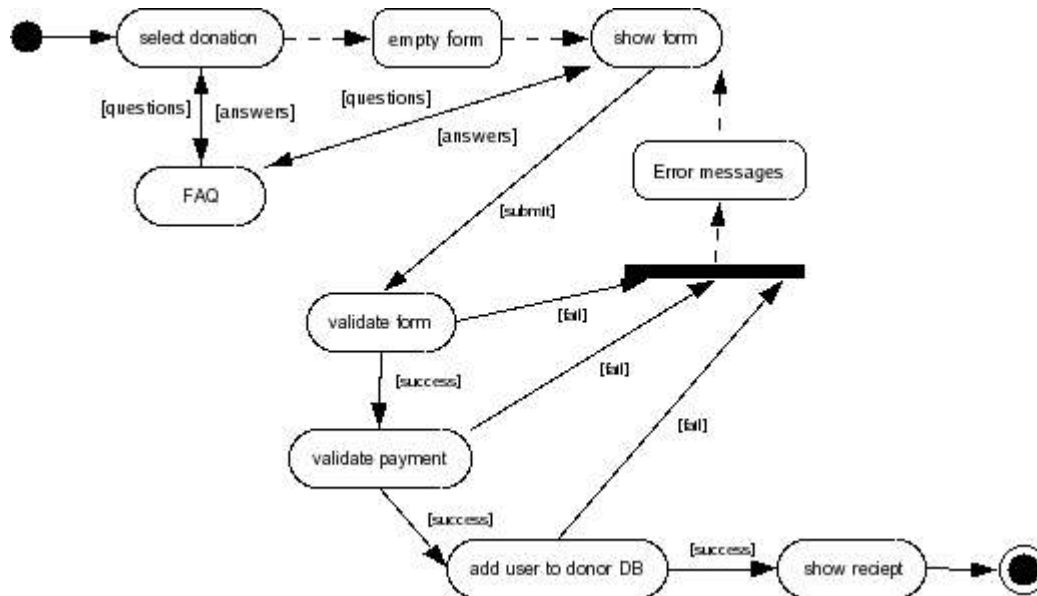 select donation
empty form
show form
[questions]
[answers]
[questions]
[answers]
FAQ
Error messages
[submit]
validate form
[fail]
[success]
[fail]
validate payment
[fail]
[success]
add user to donor DB
[success]
show reciept